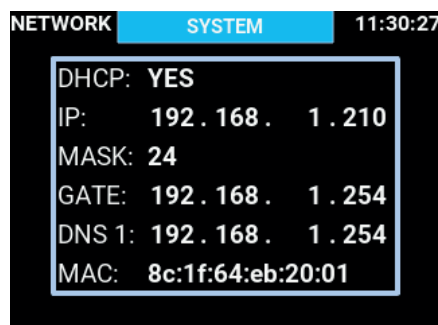 NETWORK SYSTEM 11:30:27
DHCP: YES
IP: 192 . 168 . 1 . 210
MASK: 24
GATE: 192 . 168 . 1 . 254
DNS 1: 192 . 168 . 1 . 254
MAC: 8c:1f:64:eb:20:01